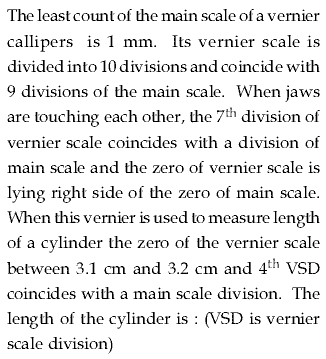 The least count of the main scale of a vernier
callipers is 1 mm. Its vernier scale is
divided into 10 divisions and coincide with
9 divisions of the main scale. When jaws
are touching each other, the 7th division of
vernier scale coincides with a division of
main scale and the zero of vernier scale is
lying right side of the zero of main scale.
When this vernier is used to measure length
of a cylinder the zero of the vernier scale
between 3.1 cm and 3.2 cm and 4th VSD
coincides with a main scale division. The
length of the cylinder is : (VSD is vernier
scale division)